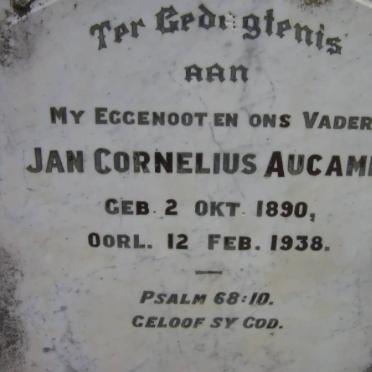 Ter Gedagtenis
aan
MY EGGENOOT EN ONS VADER
JAN CORNELIUS AUCAM
GEB. 2 OKT. 1890,
OORL. 12 FEB. 1938.
PSALM 68:10.
GELOOF SY GOD.